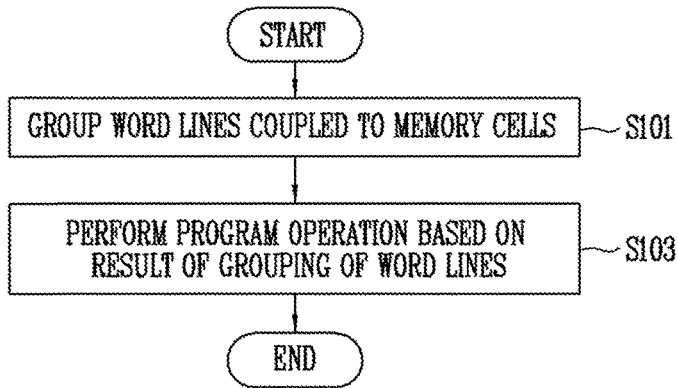 START
GROUP WORD LINES COUPLED TO MEMORY CELLS
S101
PERFORM PROGRAM OPERATION BASED ON
RESULT OF GROUPING OF WORD LINES
S103
END